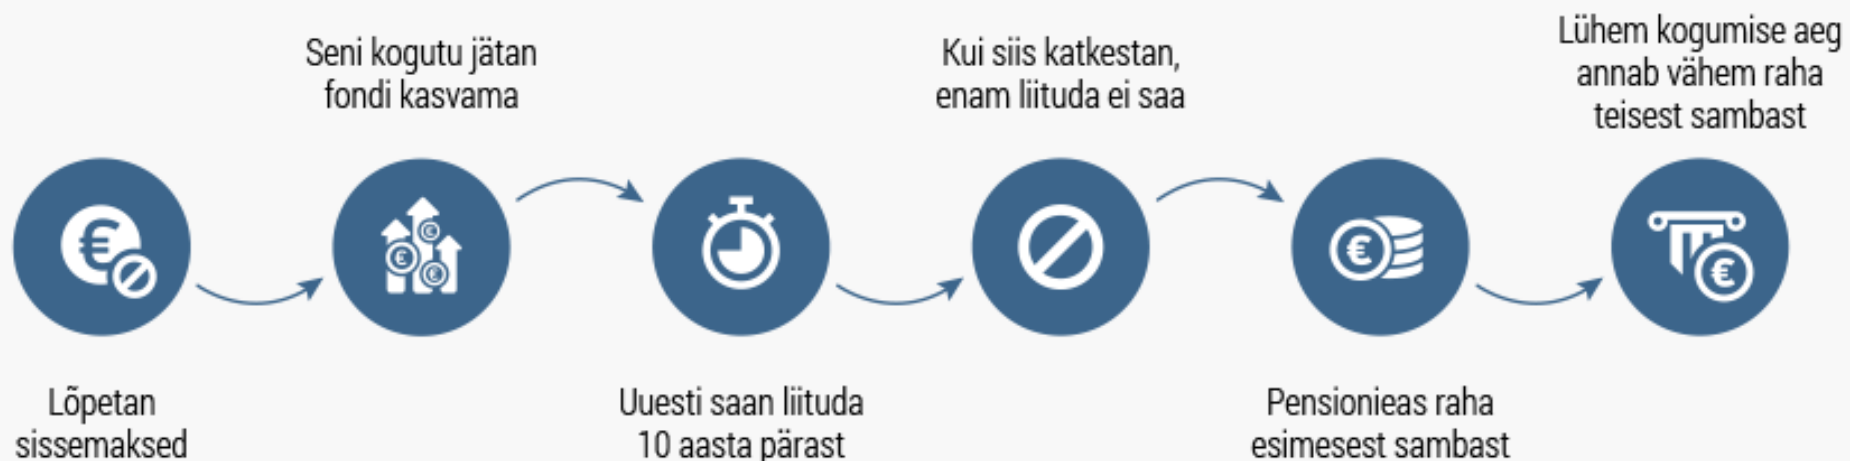 Lõpetan
sissemaksed
Seni kogutu jätan
fondi kasvama
Uuesti saan liituda
10 aasta pärast
Kui siis katkestan,
enam liituda ei saa
Pensionieas raha
esimesest sambast
Lühem kogumise aeg
annab vähem raha
teisest sambast